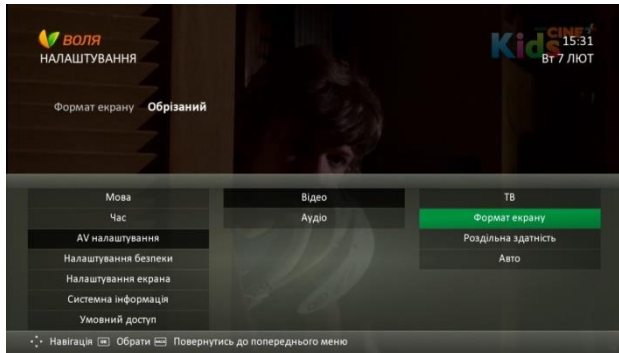 ВОЛЯ
НАЛАШТУВАННЯ
CINE+
Kids
15:31
Вт 7 ЛЮТ
Формат екрану Обрізаний
Мова
Час
AV налаштування
Налаштування безпеки
Налаштування екрана
Системна інформація
Умовний доступ
Відео
Аудіо
ТВ
Формат екрану
Роздільна здатність
Авто
Навігація OK Обрати Повернутись до попереднього меню